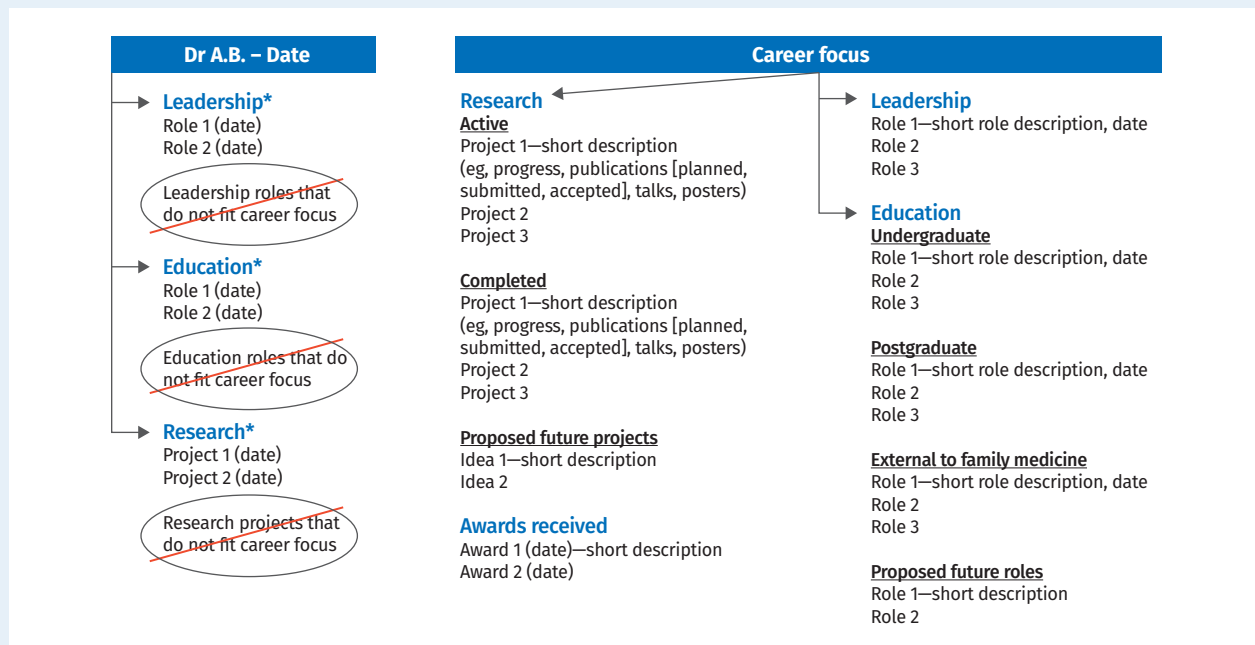 Dr A.B. – Date
Leadership*
Role 1 (date)
Role 2 (date)
Leadership roles that
do not fit career focus
Education*
Role 1 (date)
Role 2 (date)
Education roles that do
not fit career focus
Research*
Project 1 (date)
Project 2 (date)
Research projects that
do not fit career focus
Career focus
Research
Active
Project 1—short description
(eg, progress, publications [planned,
submitted, accepted], talks, posters)
Project 2
Project 3
Completed
Project 1—short description
(eg, progress, publications [planned,
submitted, accepted], talks, posters)
Project 2
Project 3
Proposed future projects
Idea 1—short description
Idea 2
Awards received
Award 1 (date)—short description
Award 2 (date)
Leadership
Role 1—short role description, date
Role 2
Role 3
Education
Undergraduate
Role 1—short role description, date
Role 2
Role 3
Postgraduate
Role 1—short role description, date
Role 2
Role 3
External to family medicine
Role 1—short role description, date
Role 2
Role 3
Proposed future roles
Role 1—short description
Role 2